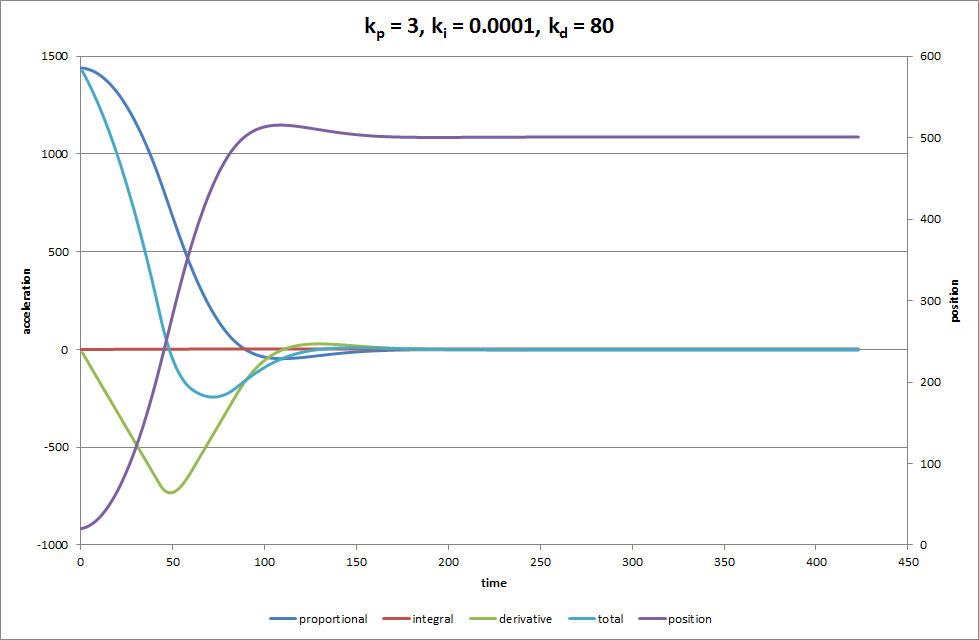 kp = 3, ki = 0.0001, kd = 80
1500
1000
500
0
-500
-1000
acceleration
600
500
400
300
200
100
0
position
0 50 100 150 200 250 300 350 400 450
time
proportional integral derivative total position